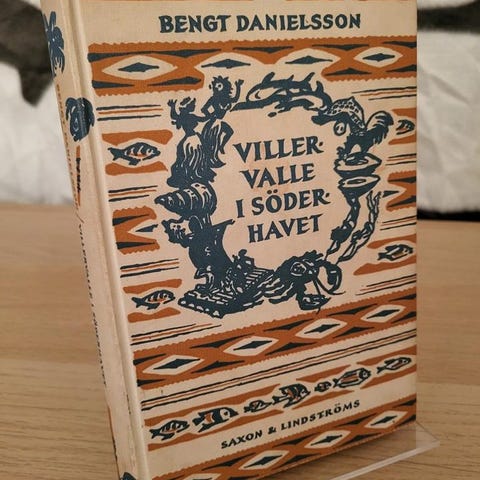 BENGT DANIELSSON
VILLER-
VALLE
I SÖDER-
HAVET
SAXON & LINDSTRÖMS